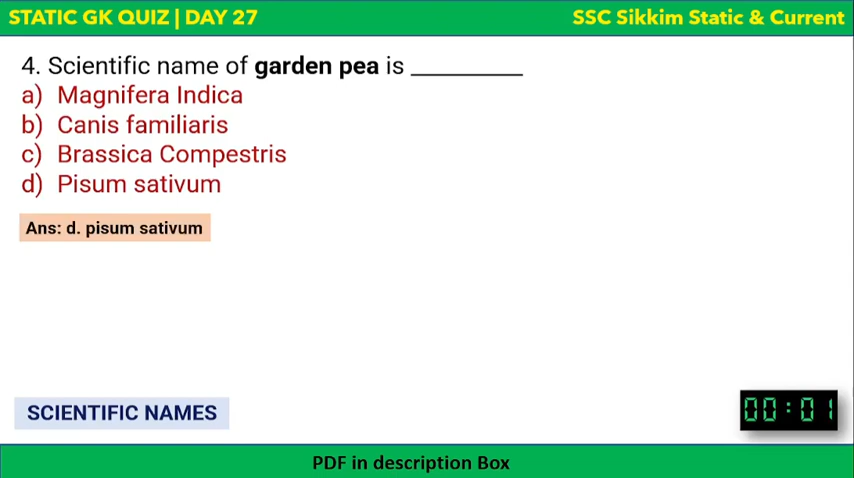 STATIC GK QUIZ | DAY 27
SSC Sikkim Static & Current
4. Scientific name of garden pea is _________
a) Magnifera Indica
b) Canis familiaris
c) Brassica Compestris
d) Pisum sativum
Ans: d. pisum sativum
SCIENTIFIC NAMES
00:01
PDF in description Box